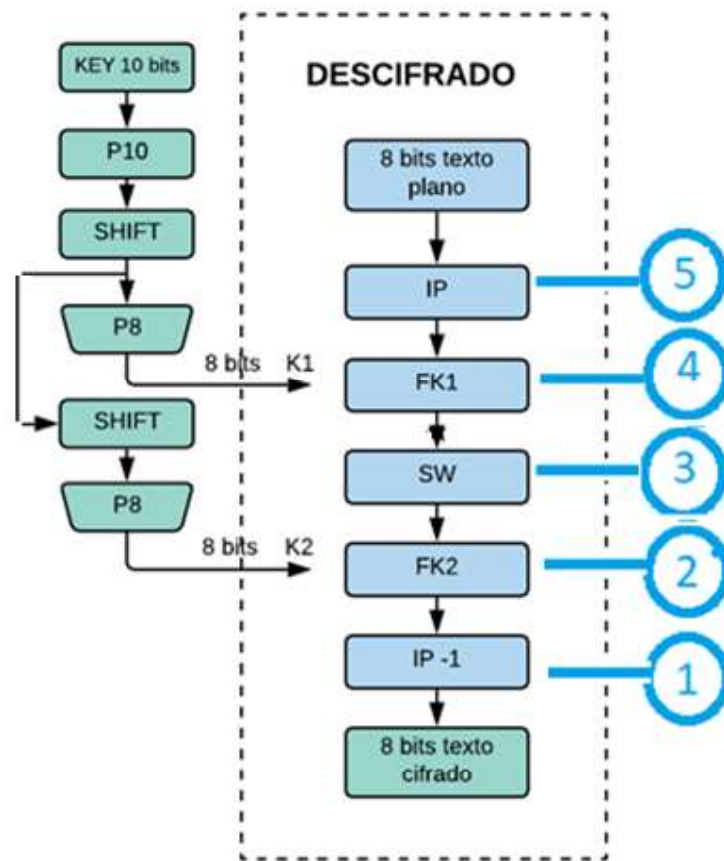 KEY 10 bits
P10
SHIFT
P8
8 bits K1
SHIFT
P8
8 bits K2
DESCIFRADO
8 bits texto
plano
IP
FK1
SW
FK2
IP -1
8 bits texto
cifrado
5
4
3
2
1